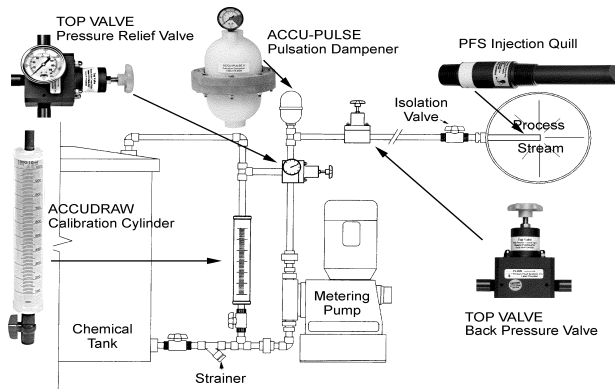 TOP VALVE
Pressure Relief Valve
ACCU-PULSE
Pulsation Dampener
PFS Injection Quill
Isolation
Valve
Process
Stream
ACCUDRAW
Calibration Cylinder
Metering
Pump
TOP VALVE
Back Pressure Valve
Chemical
Tank
Strainer